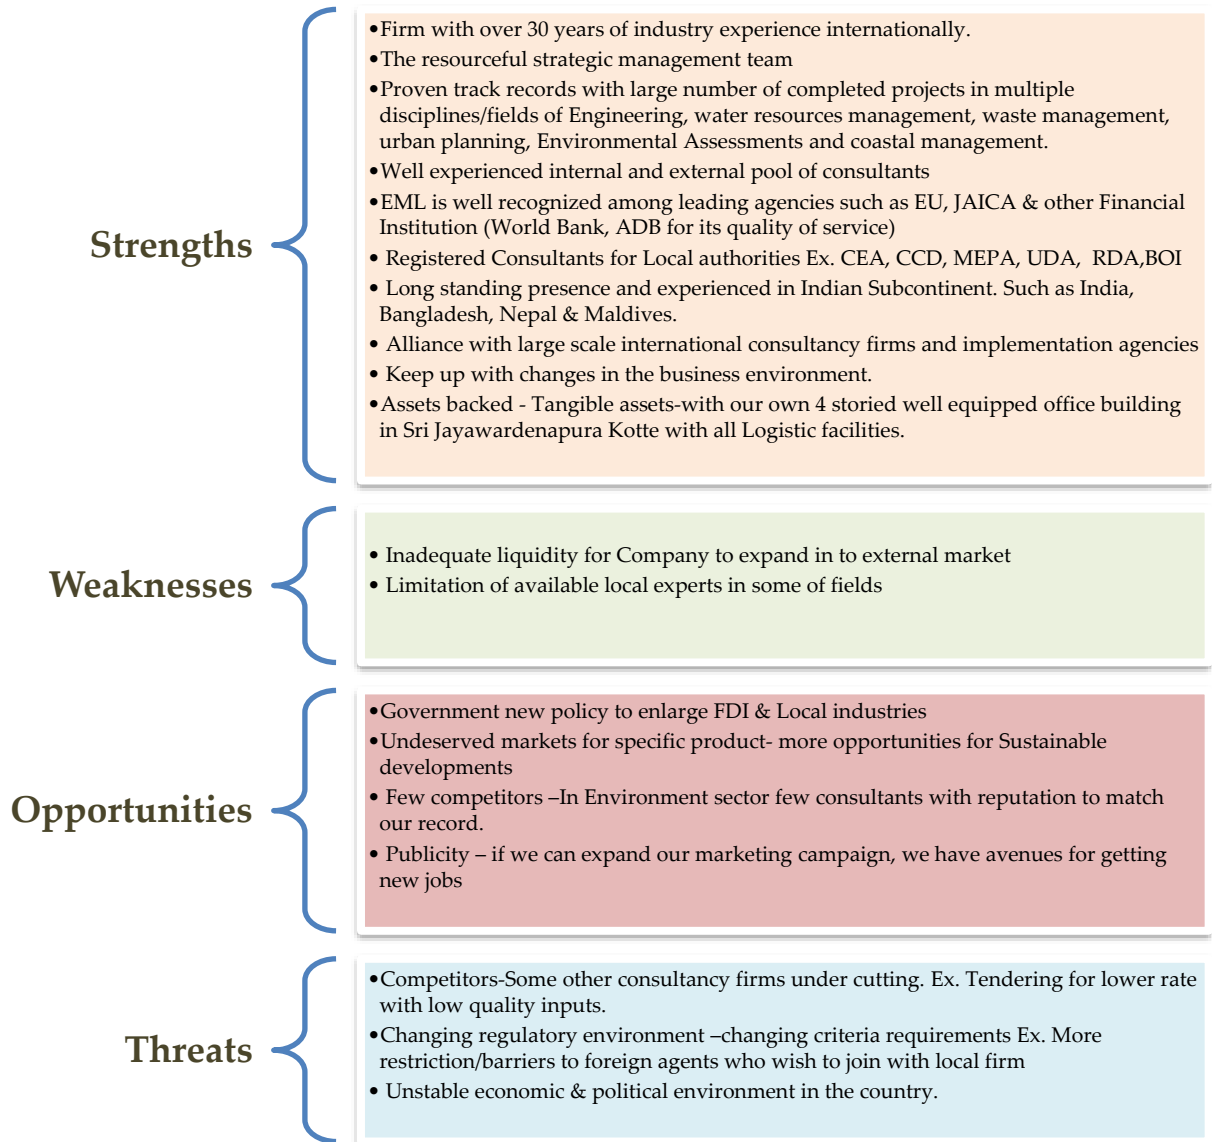 Strengths
•Firm with over 30 years of industry experience internationally.
•The resourceful strategic management team
•Proven track records with large number of completed projects in multiple
disciplines/fields of Engineering, water resources management, waste management,
urban planning, Environmental Assessments and coastal management.
•Well experienced internal and external pool of consultants
•EML is well recognized among leading agencies such as EU, JAICA & other Financial
Institution (World Bank, ADB for its quality of service)
• Registered Consultants for Local authorities Ex. CEA, CCD, MEPA, UDA, RDA,BOI
• Long standing presence and experienced in Indian Subcontinent. Such as India,
Bangladesh, Nepal & Maldives.
• Alliance with large scale international consultancy firms and implementation agencies
• Keep up with changes in the business environment.
•Assets backed - Tangible assets-with our own 4 storied well equipped office building
in Sri Jayawardenapura Kotte with all Logistic facilities.
Weaknesses
• Inadequate liquidity for Company to expand in to external market
• Limitation of available local experts in some of fields
Opportunities
•Government new policy to enlarge FDI & Local industries
•Undeserved markets for specific product- more opportunities for Sustainable
developments
• Few competitors –In Environment sector few consultants with reputation to match
our record.
• Publicity – if we can expand our marketing campaign, we have avenues for getting
new jobs
Threats
•Competitors-Some other consultancy firms under cutting. Ex. Tendering for lower rate
with low quality inputs.
•Changing regulatory environment –changing criteria requirements Ex. More
restriction/barriers to foreign agents who wish to join with local firm
• Unstable economic & political environment in the country.